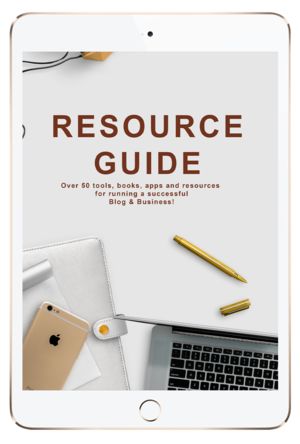 RESOURCE
GUIDE
Over 50 tools, books, apps and resources
for running a successful
Blog & Business!